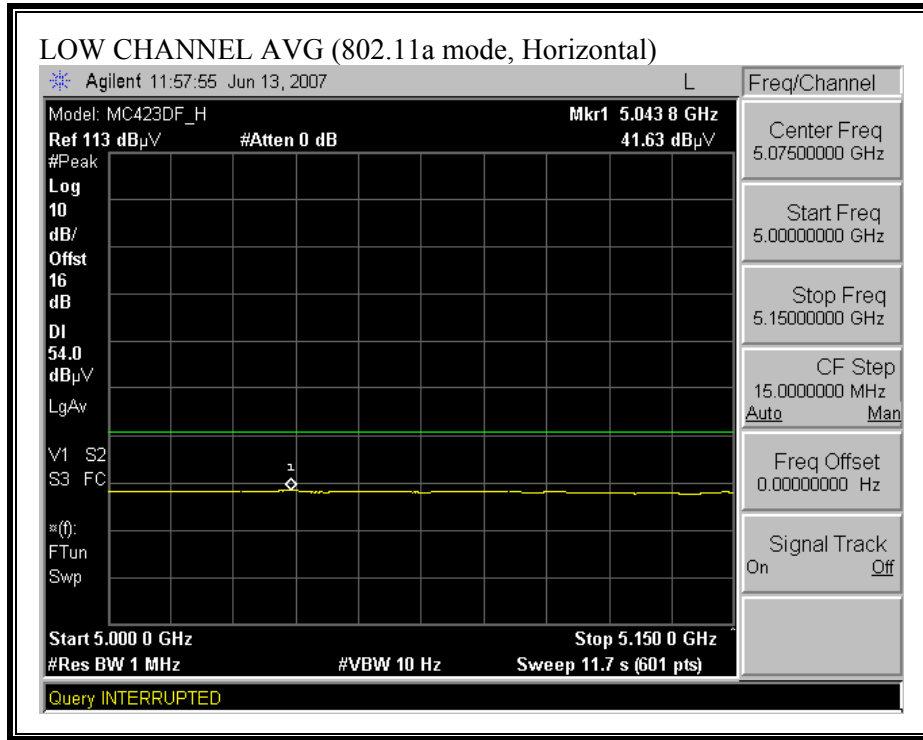 LOW CHANNEL AVG (802.11a mode, Horizontal)
Agilent 11:57:55 Jun 13, 2007
L
Freq/Channel
Model: MC423DF_H
Mkr1 5.043 8 GHz
Ref 113 dBµV
#Atten 0 dB
41.63 dBµV
#Peak
Log
10
dB/
Offst
16
dB
DI
54.0
dBµV
LgAv
V1 S2
S3 FC
¤(f):
FTun
Swp
1
Start 5.000 0 GHz
Stop 5.150 0 GHz
#Res BW 1 MHz
#VBW 10 Hz
Sweep 11.7 s (601 pts)
Center Freq
5.07500000 GHz
Start Freq
5.00000000 GHz
Stop Freq
5.15000000 GHz
CF Step
15.0000000 MHz
Auto Man
Freq Offset
0.00000000 Hz
Signal Track
On Off
Query INTERRUPTED